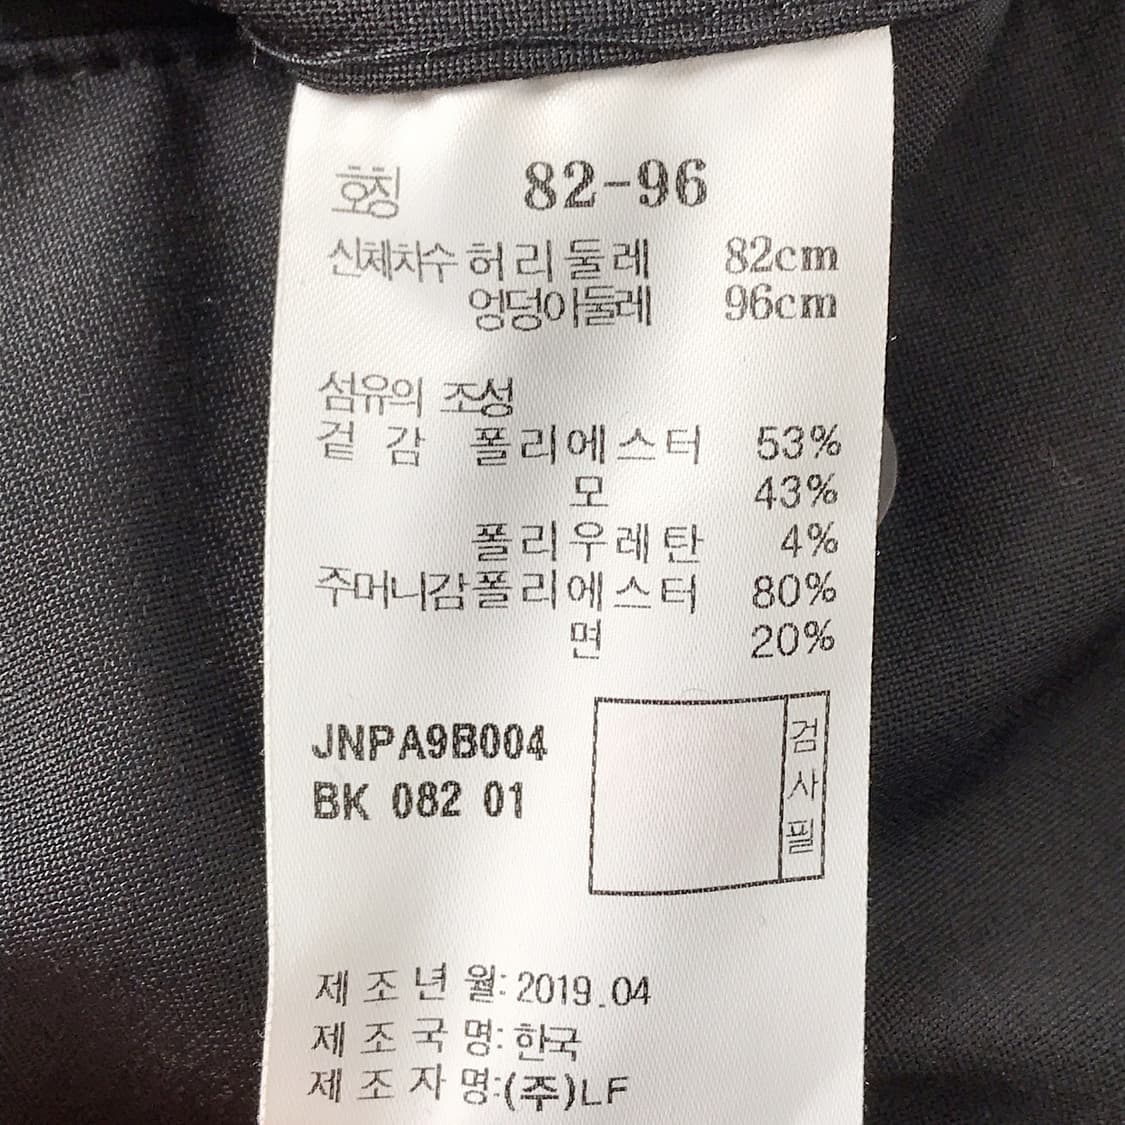 호칭 82-96
신체치수 허리둘레 82cm
엉덩이둘레 96cm
섬유의 조성
겉감 폴리에스터 53%
모 43%
폴리우레탄 4%
주머니감 폴리에스터 80%
면 20%
JNPA9B004
BK 082 01
검사필
제조년월: 2019.04
제조국명: 한국
제조자명: (주)LF